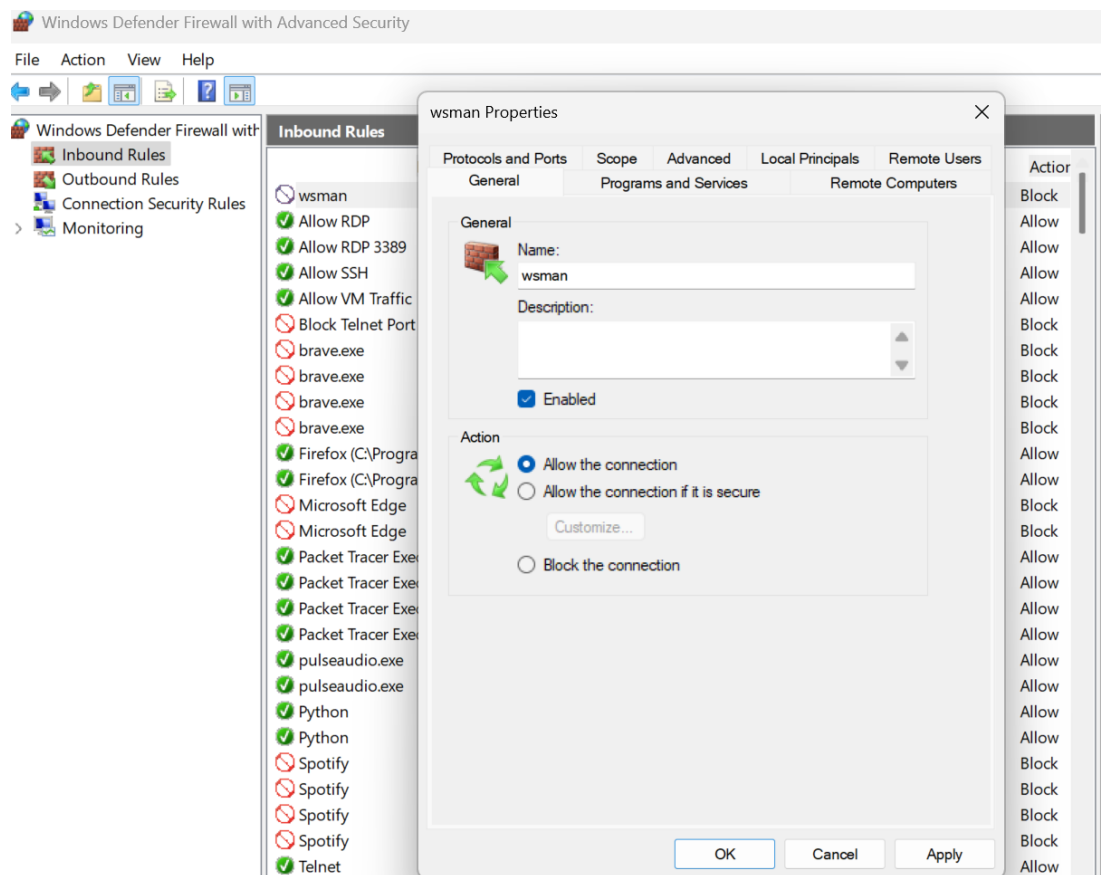 Windows Defender Firewall with Advanced Security
File Action View Help
Windows Defender Firewall with
Inbound Rules
Outbound Rules
Connection Security Rules
Monitoring
Inbound Rules
Action
wsman Block
Allow RDP Allow
Allow RDP 3389 Allow
Allow SSH Allow
Allow VM Traffic Allow
Block Telnet Port Block
brave.exe Block
brave.exe Block
brave.exe Block
brave.exe Block
Firefox (C:\Progra Allow
Firefox (C:\Progra Allow
Microsoft Edge Block
Microsoft Edge Block
Packet Tracer Exe Allow
Packet Tracer Exe Allow
Packet Tracer Exe Allow
Packet Tracer Exe Allow
pulseaudio.exe Allow
pulseaudio.exe Allow
Python Allow
Python Allow
Spotify Block
Spotify Block
Spotify Block
Spotify Block
Telnet Allow
wsman Properties
Protocols and Ports Scope Advanced Local Principals Remote Users
General Programs and Services Remote Computers
General
Name:
wsman
Description:
Enabled
Action
Allow the connection
Allow the connection if it is secure
Customize...
Block the connection
OK Cancel Apply